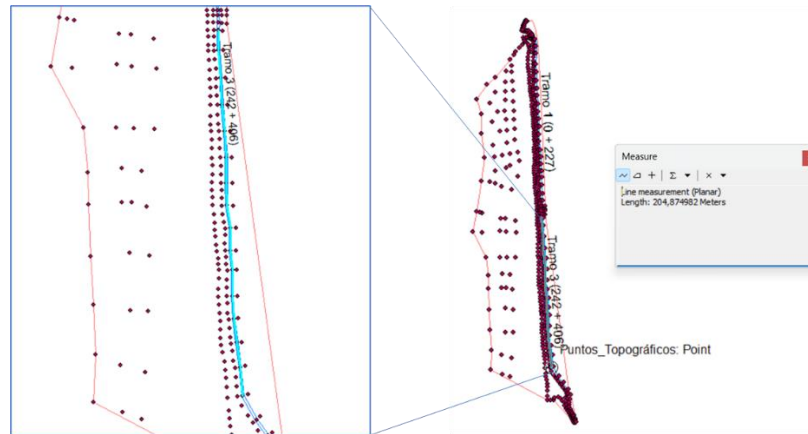 Tramo 3 (242 + 406)
Tramo 1 (0 + 227)
Tramo 3 (242 + 406)
Puntos_Topográficos: Point
Measure
Line measurement (Planar)
Length: 204,874982 Meters